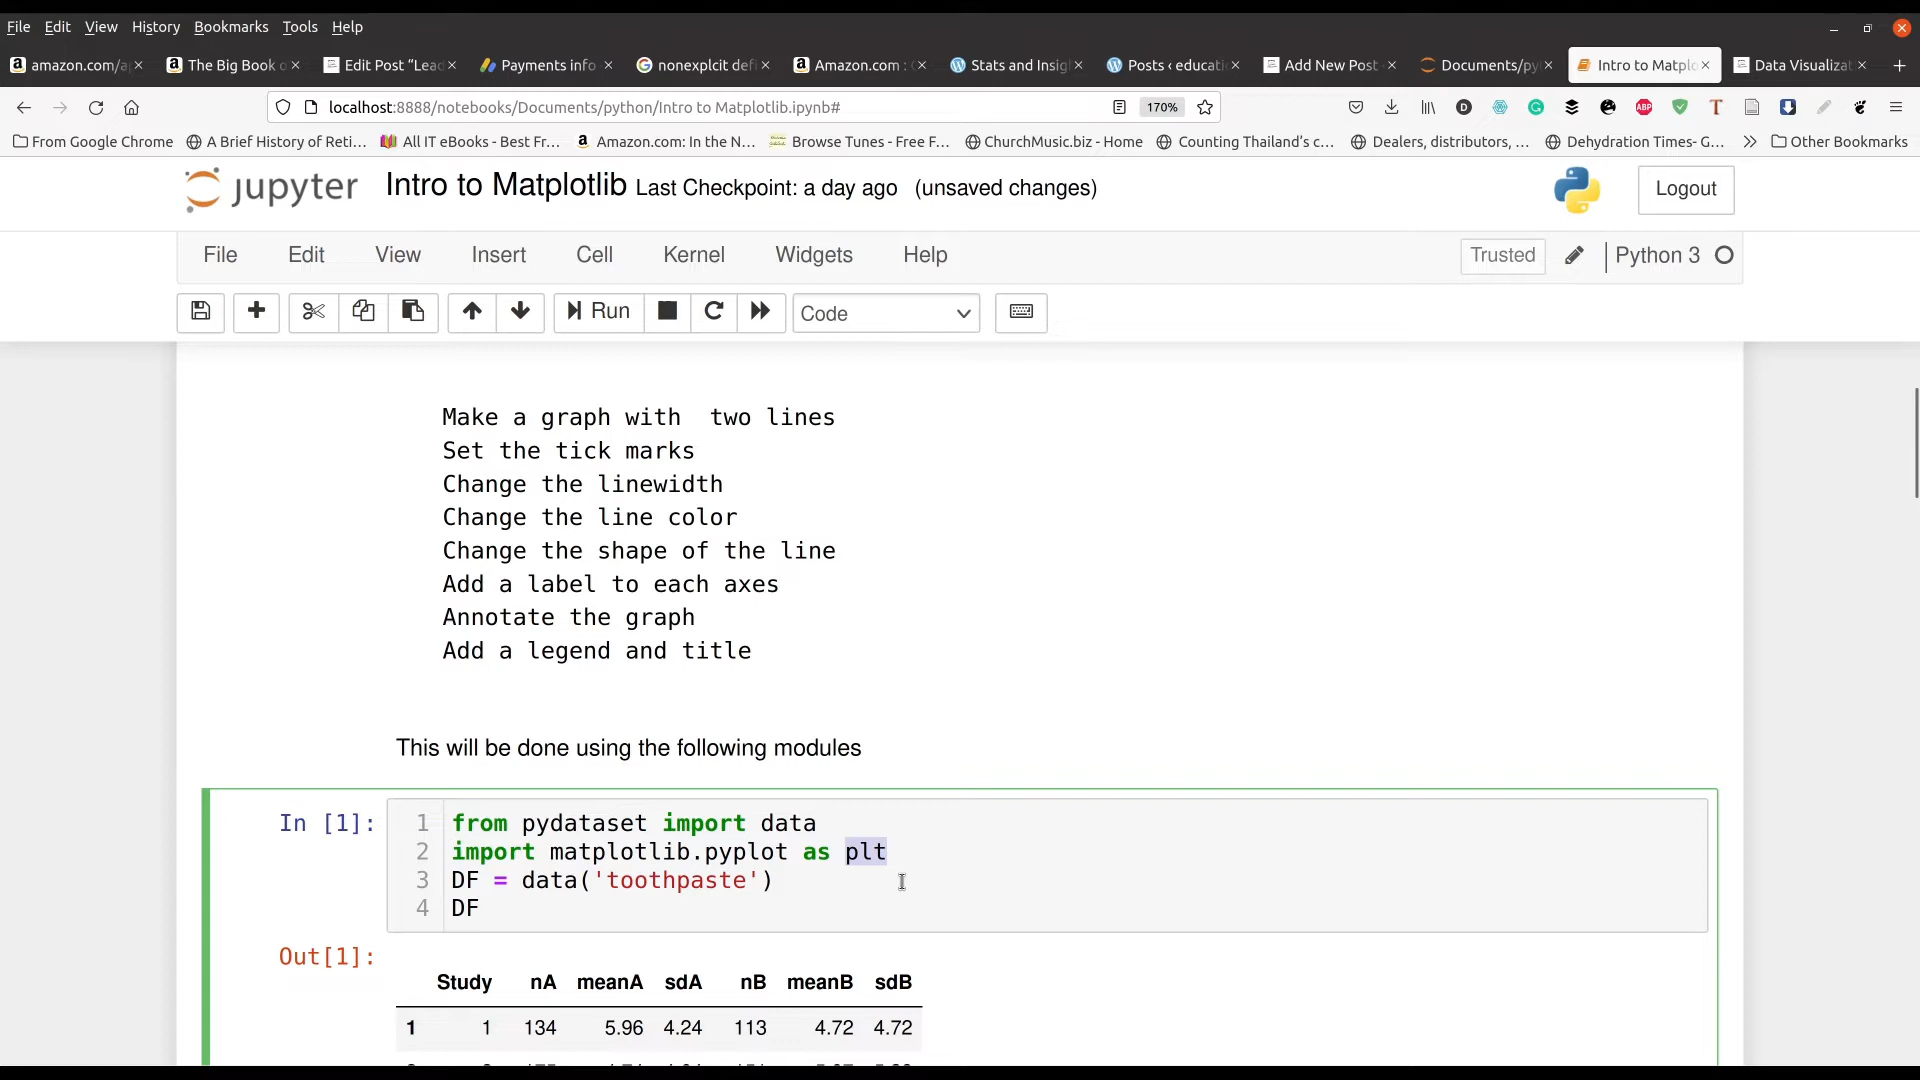 File Edit View History Bookmarks Tools Help
amazon.com/a The Big Book o Edit Post “Lead Payments info nonexplcit def Amazon.com : Stats and Insig Posts ‹ educati Add New Post Documents/py Intro to Matplo Data Visualizat
localhost:8888/notebooks/Documents/python/Intro to Matplotlib.ipynb# 170%
From Google Chrome A Brief History of Reti... All IT eBooks - Best Fr... Amazon.com: In the N... Browse Tunes - Free F... ChurchMusic.biz - Home Counting Thailand's c... Dealers, distributors, ... Dehydration Times- G... Other Bookmarks
jupyter Intro to Matplotlib Last Checkpoint: a day ago (unsaved changes) Logout
File Edit View Insert Cell Kernel Widgets Help Trusted Python 3
Run Code
Make a graph with  two lines
Set the tick marks
Change the linewidth
Change the line color
Change the shape of the line
Add a label to each axes
Annotate the graph
Add a legend and title
This will be done using the following modules
In [1]: 1 from pydataset import data
2 import matplotlib.pyplot as plt
3 DF = data('toothpaste')
4 DF
Out[1]:
Study nA meanA sdA nB meanB sdB
1 1 134 5.96 4.24 113 4.72 4.72